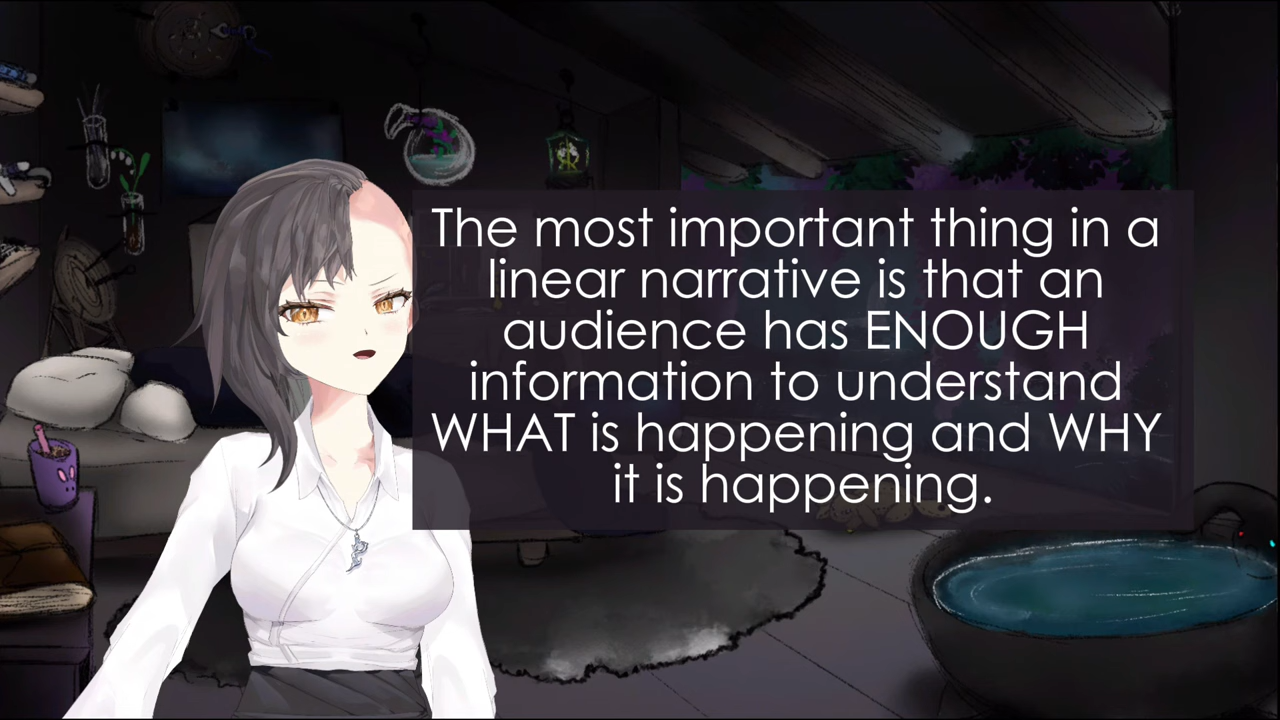 The most important thing in a
linear narrative is that an
audience has ENOUGH
information to understand
WHAT is happening and WHY
it is happening.